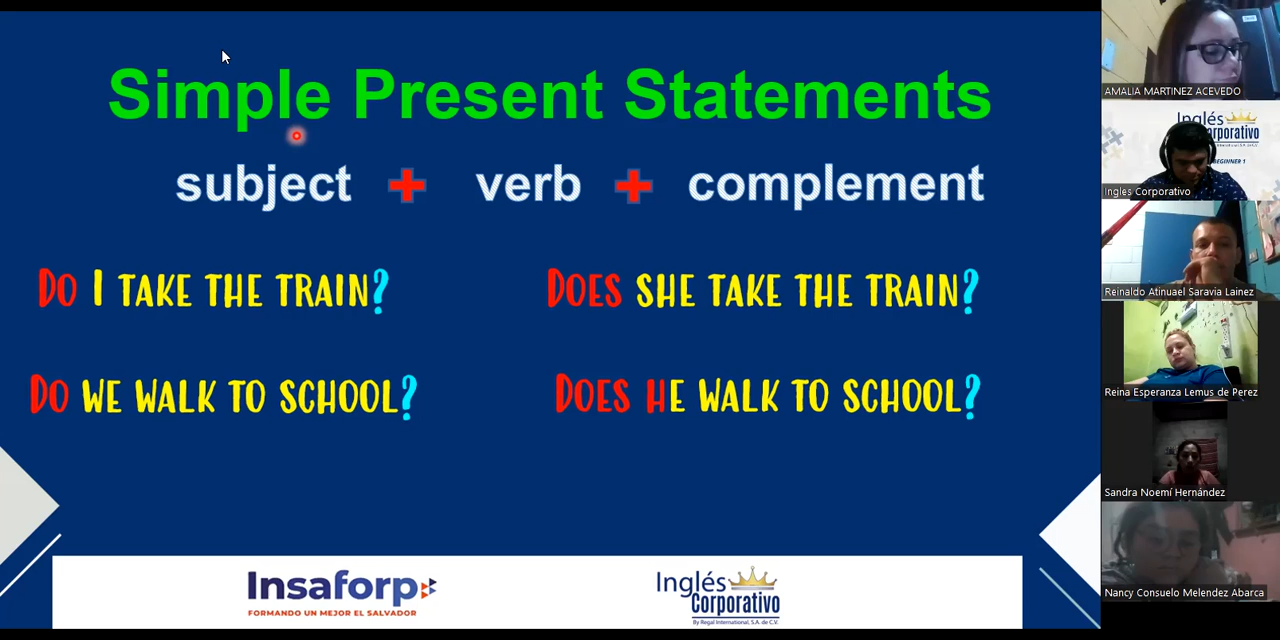 Simple Present Statements
subject + verb + complement
DO I TAKE THE TRAIN?
DOES SHE TAKE THE TRAIN?
DO WE WALK TO SCHOOL?
DOES HE WALK TO SCHOOL?
Insaforp
FORMANDO UN MEJOR EL SALVADOR
Inglés
Corporativo
By Regal International, S.A. de C.V.
AMALIA MARTINEZ ACEVEDO
Inglés
Corporativo
Ingles Corporativo
Reinaldo Atinuael Saravia Lainez
Reina Esperanza Lemus de Perez
Sandra Noemí Hernández
Nancy Consuelo Melendez Abarca